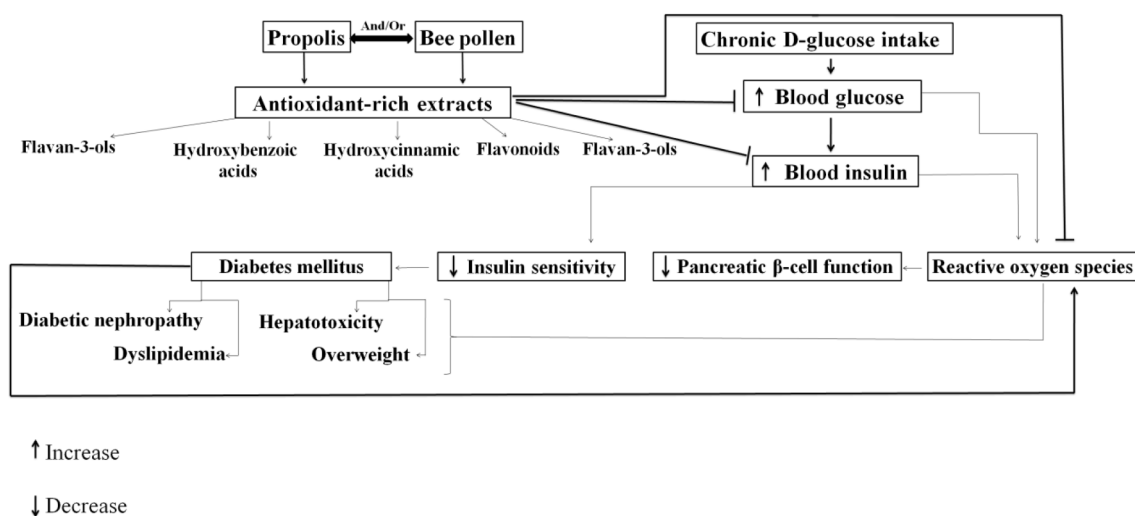 And/Or
Propolis
Bee pollen
Chronic D-glucose intake
Antioxidant-rich extracts
↑ Blood glucose
Flavan-3-ols
Hydroxybenzoic
acids
Hydroxycinnamic
acids
Flavonoids
Flavan-3-ols
↑ Blood insulin
Diabetes mellitus
↓ Insulin sensitivity
↓ Pancreatic β-cell function
Reactive oxygen species
Diabetic nephropathy
Dyslipidemia
Hepatotoxicity
Overweight
↑ Increase
↓ Decrease